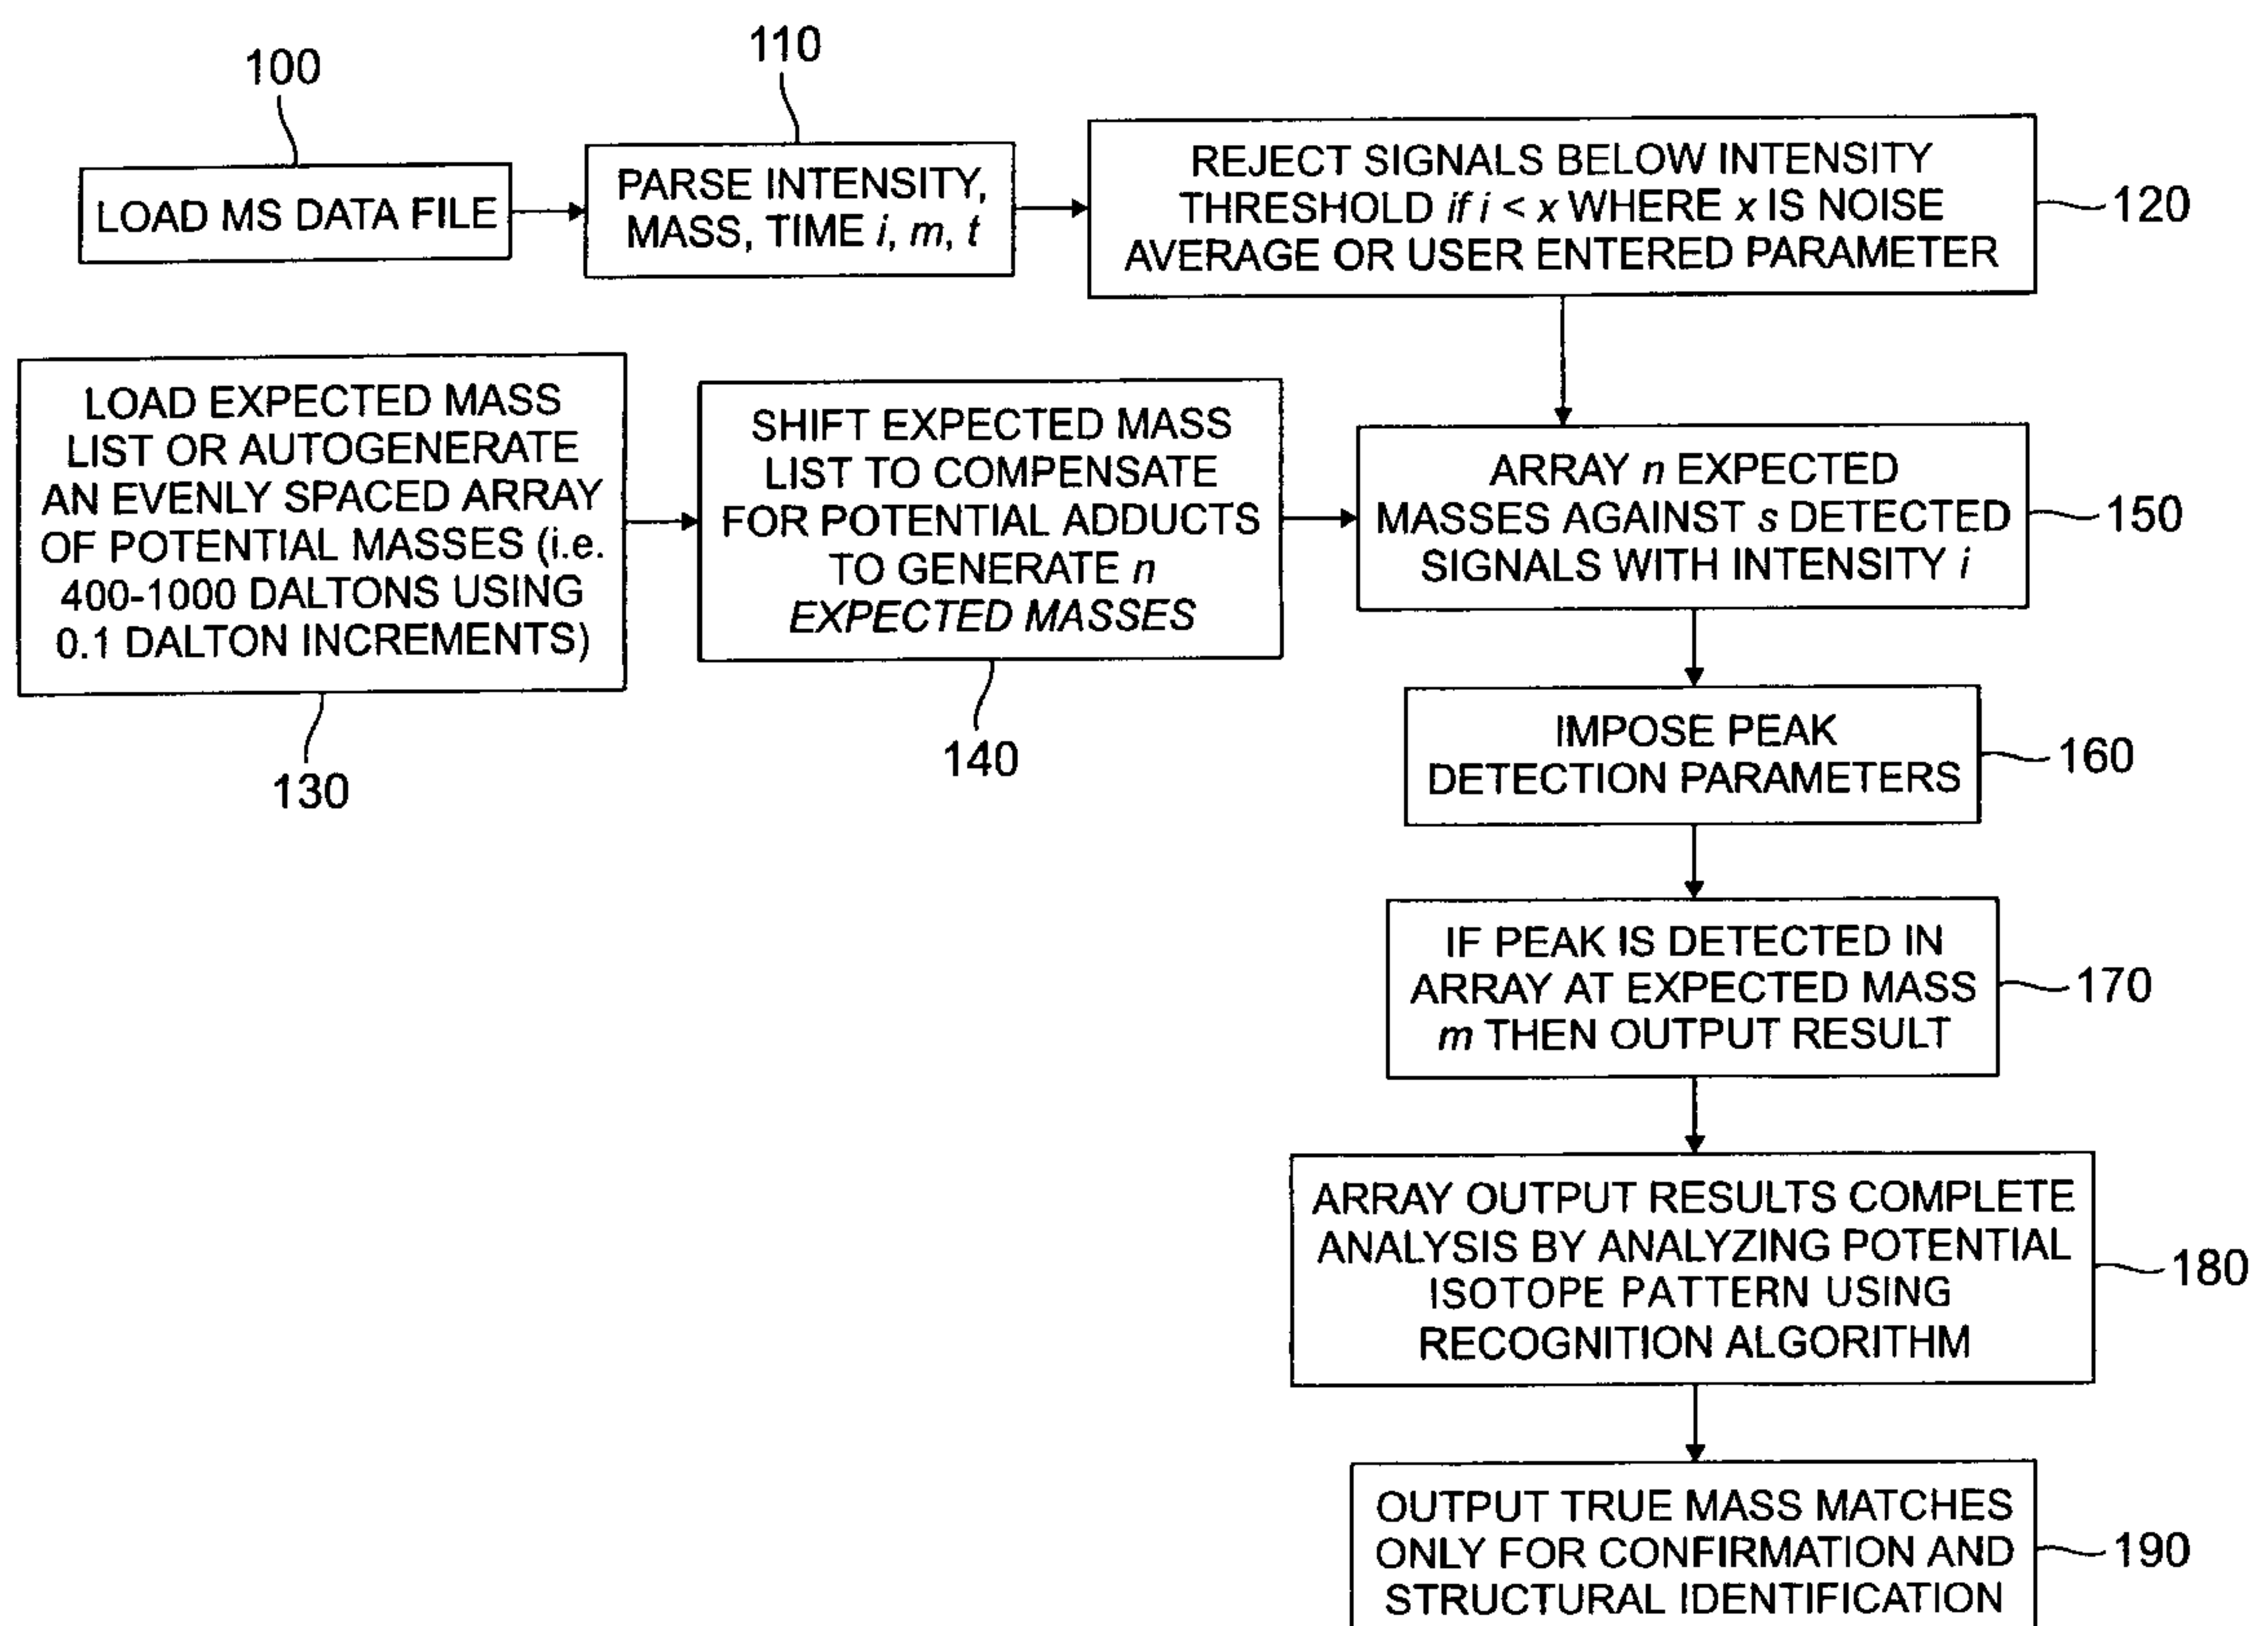 100
LOAD MS DATA FILE
110
PARSE INTENSITY,
MASS, TIME i, m, t
REJECT SIGNALS BELOW INTENSITY
THRESHOLD if i < x WHERE x IS NOISE
AVERAGE OR USER ENTERED PARAMETER
120
LOAD EXPECTED MASS
LIST OR AUTOGENERATE
AN EVENLY SPACED ARRAY
OF POTENTIAL MASSES (i.e.
400-1000 DALTONS USING
0.1 DALTON INCREMENTS)
130
SHIFT EXPECTED MASS
LIST TO COMPENSATE
FOR POTENTIAL ADDUCTS
TO GENERATE n
EXPECTED MASSES
140
ARRAY n EXPECTED
MASSES AGAINST s DETECTED
SIGNALS WITH INTENSITY i
150
IMPOSE PEAK
DETECTION PARAMETERS
160
IF PEAK IS DETECTED IN
ARRAY AT EXPECTED MASS
m THEN OUTPUT RESULT
170
ARRAY OUTPUT RESULTS COMPLETE
ANALYSIS BY ANALYZING POTENTIAL
ISOTOPE PATTERN USING
RECOGNITION ALGORITHM
180
OUTPUT TRUE MASS MATCHES
ONLY FOR CONFIRMATION AND
STRUCTURAL IDENTIFICATION
190